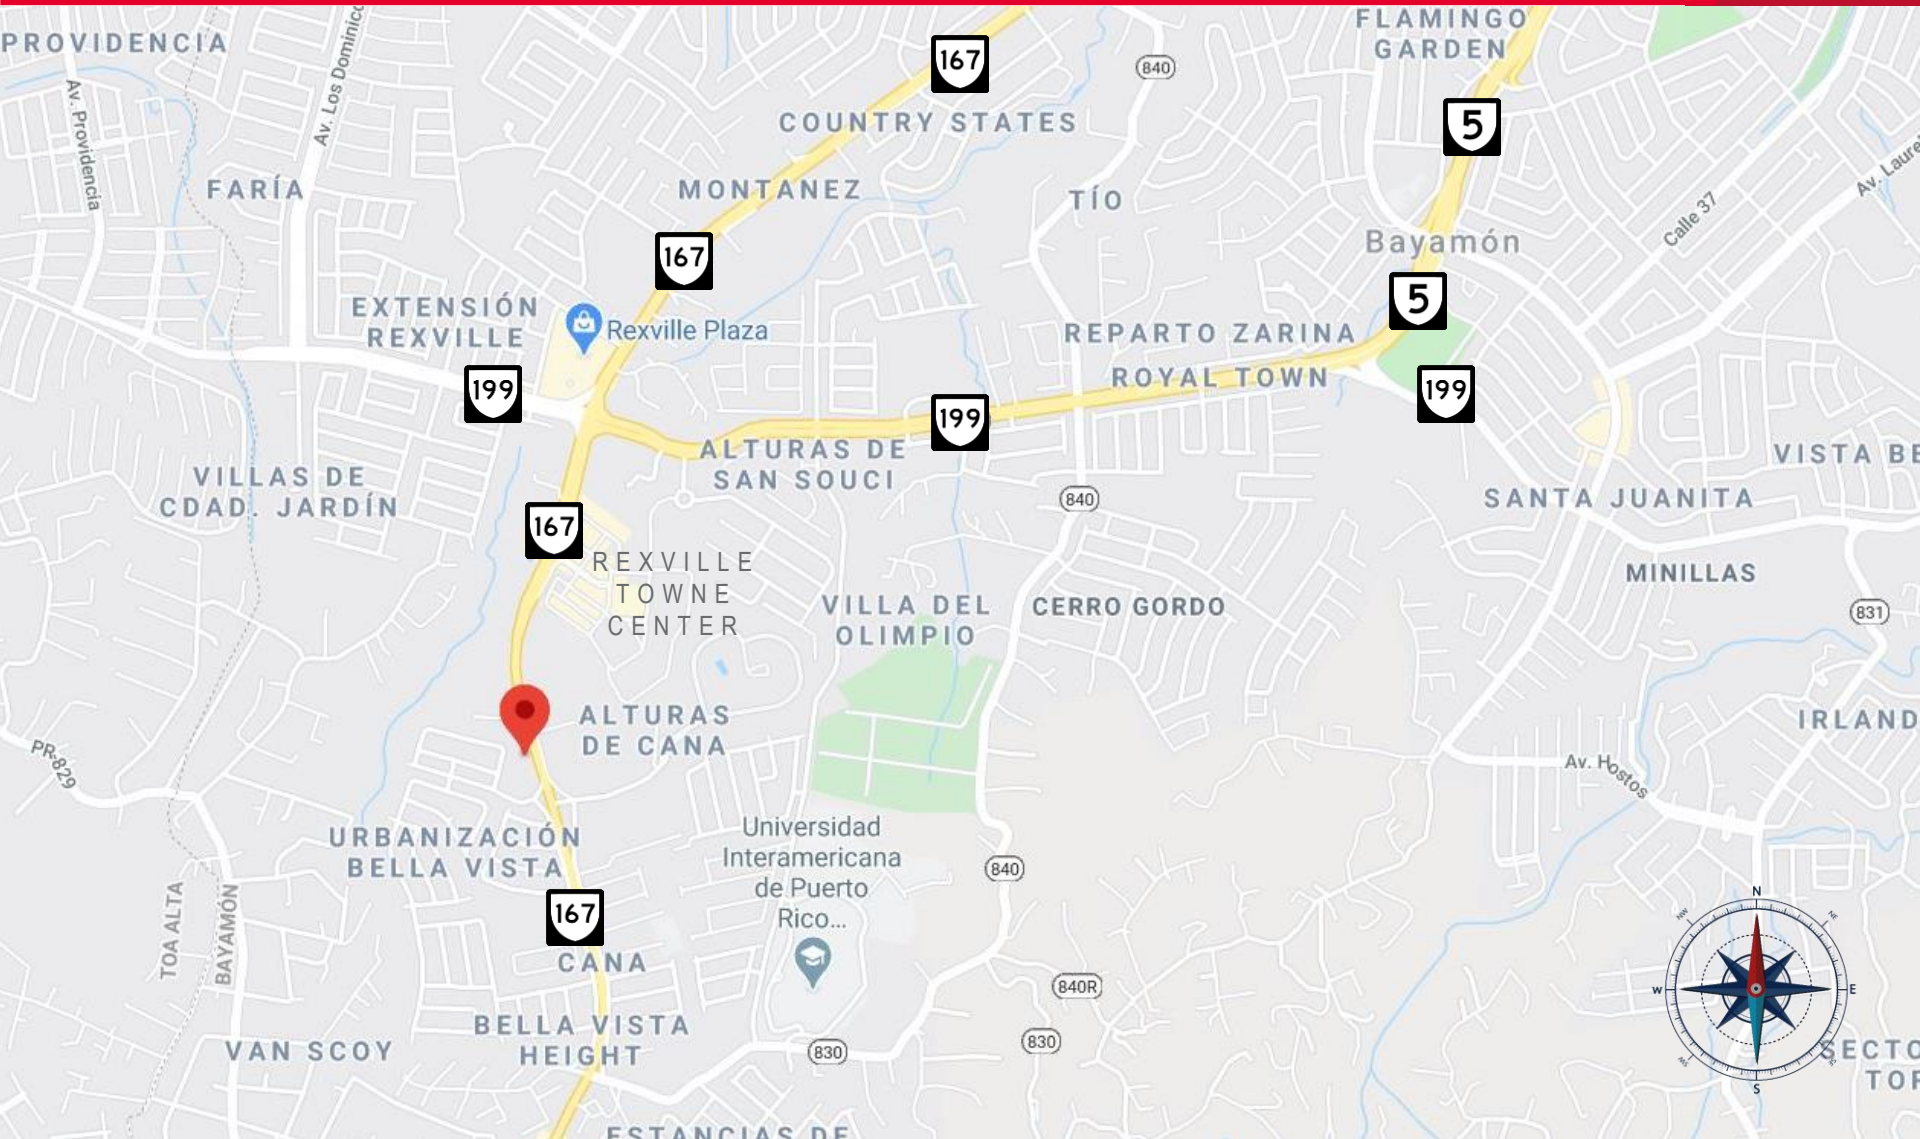 PROVIDENCIA
Av. Providencia
Av. Los Dominicos
FARÍA
167
COUNTRY STATES
840
FLAMINGO
GARDEN
5
MONTANEZ
TÍO
Calle 37
Bayamón
167
5
EXTENSIÓN
REXVILLE
Rexville Plaza
REPARTO ZARINA
ROYAL TOWN
199
199
199
ALTURAS DE
SAN SOUCI
VILLAS DE
CDAD. JARDÍN
VISTA BE
SANTA JUANITA
840
167
REXVILLE
TOWNE
CENTER
MINILLAS
VILLA DEL
OLIMPIO
CERRO GORDO
831
ALTURAS
DE CANA
IRLAND
PR-829
Av. Hostos
URBANIZACIÓN
BELLA VISTA
Universidad
Interamericana
de Puerto
Rico...
840
167
TOA ALTA
BAYAMÓN
CANA
840R
BELLA VISTA
HEIGHT
VAN SCOY
830
830
N
NW
NE
W
E
SW
S
SECTO
TOR
ESTANCIAS DE